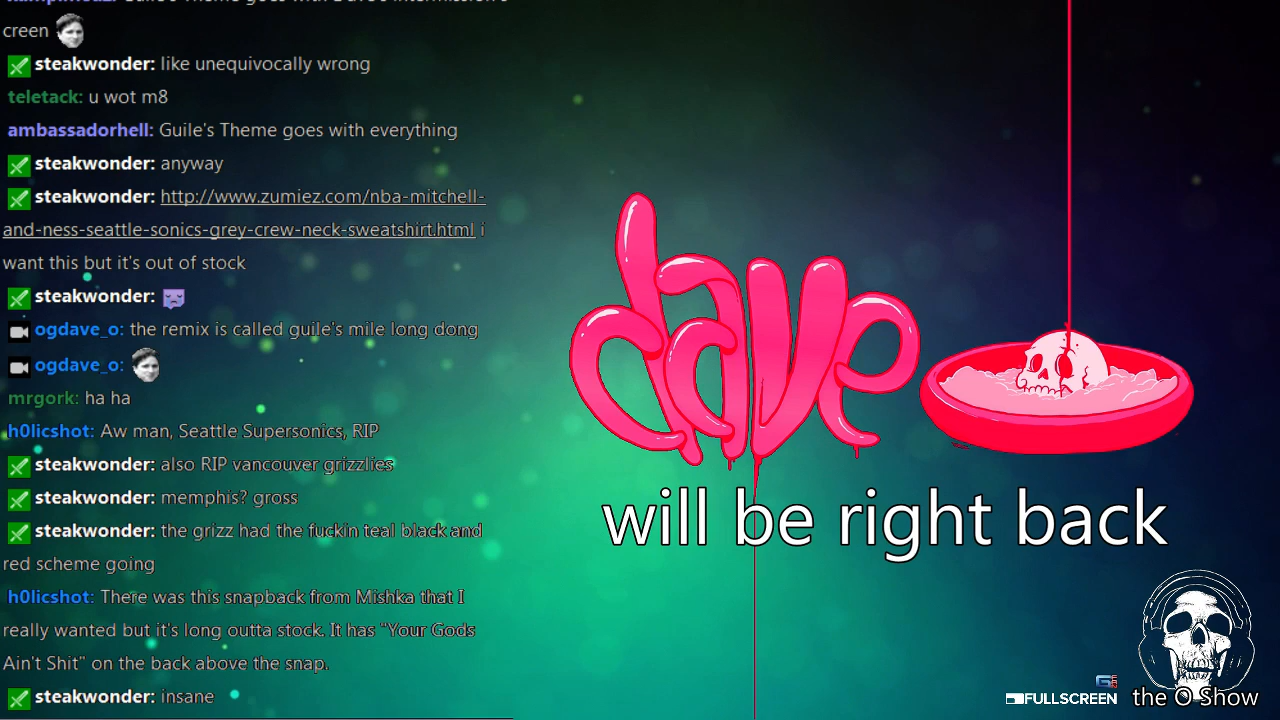 creen
steakwonder: like unequivocally wrong
teletack: u wot m8
ambassadorhell: Guile's Theme goes with everything
steakwonder: anyway
steakwonder: http://www.zumiez.com/nba-mitchell-
and-ness-seattle-sonics-grey-crew-neck-sweatshirt.html i
want this but it's out of stock
steakwonder:
ogdave_o: the remix is called guile's mile long dong
ogdave_o:
mrgork: ha ha
h0licshot: Aw man, Seattle Supersonics, RIP
steakwonder: also RIP vancouver grizzlies
steakwonder: memphis? gross
steakwonder: the grizz had the fuckin teal black and
red scheme going
h0licshot: There was this snapback from Mishka that I
really wanted but it's long outta stock. It has "Your Gods
Ain't Shit" on the back above the snap.
steakwonder: insane
dave
will be right back
FULLSCREEN
the O Show